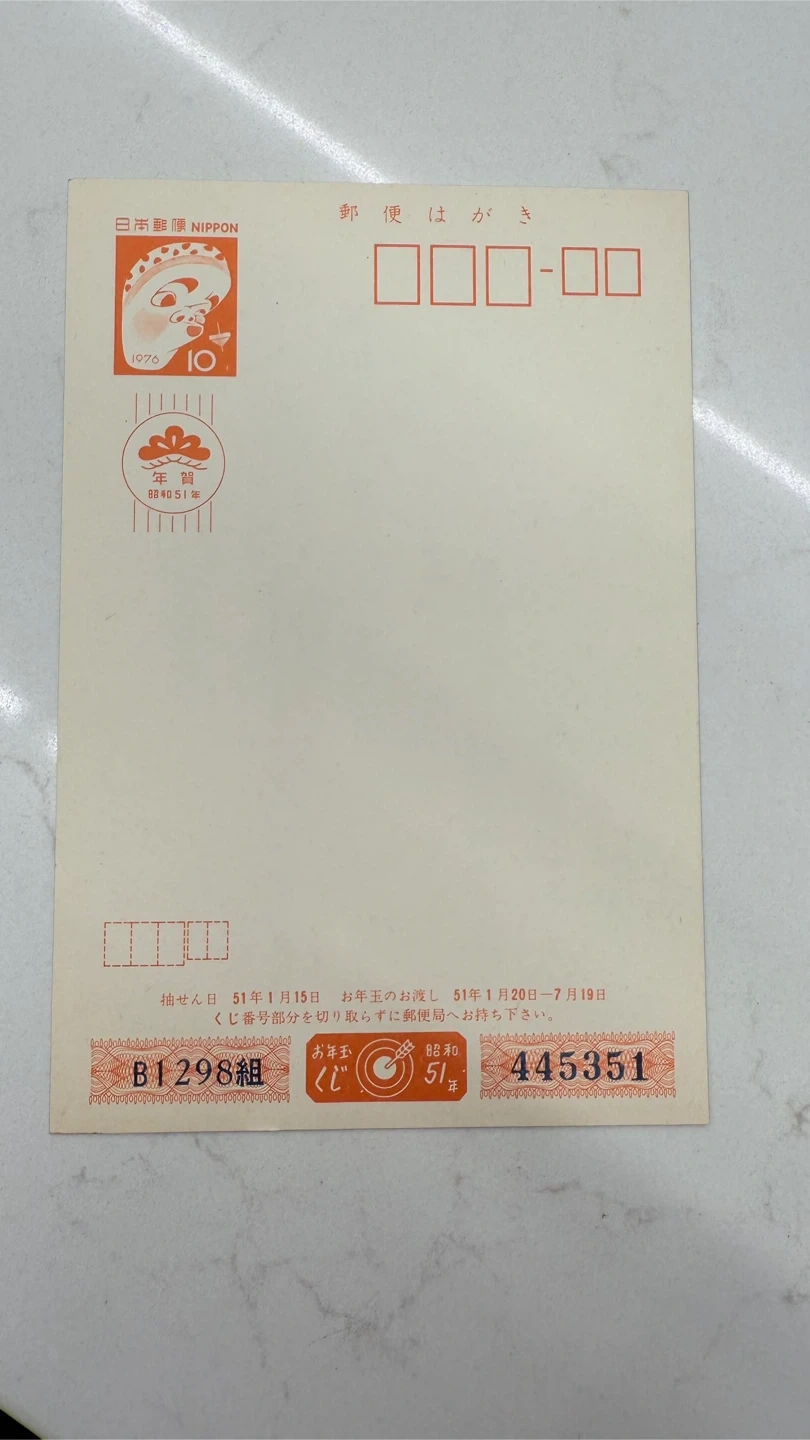 郵便はがき
日本郵便 NIPPON
1976 10
年賀
昭和51年
抽せん日 51年1月15日 お年玉のお渡し 51年1月20日―7月19日
くじ番号部分を切り取らずに郵便局へお持ち下さい。
B1298組
お年玉くじ
昭和51年
445351